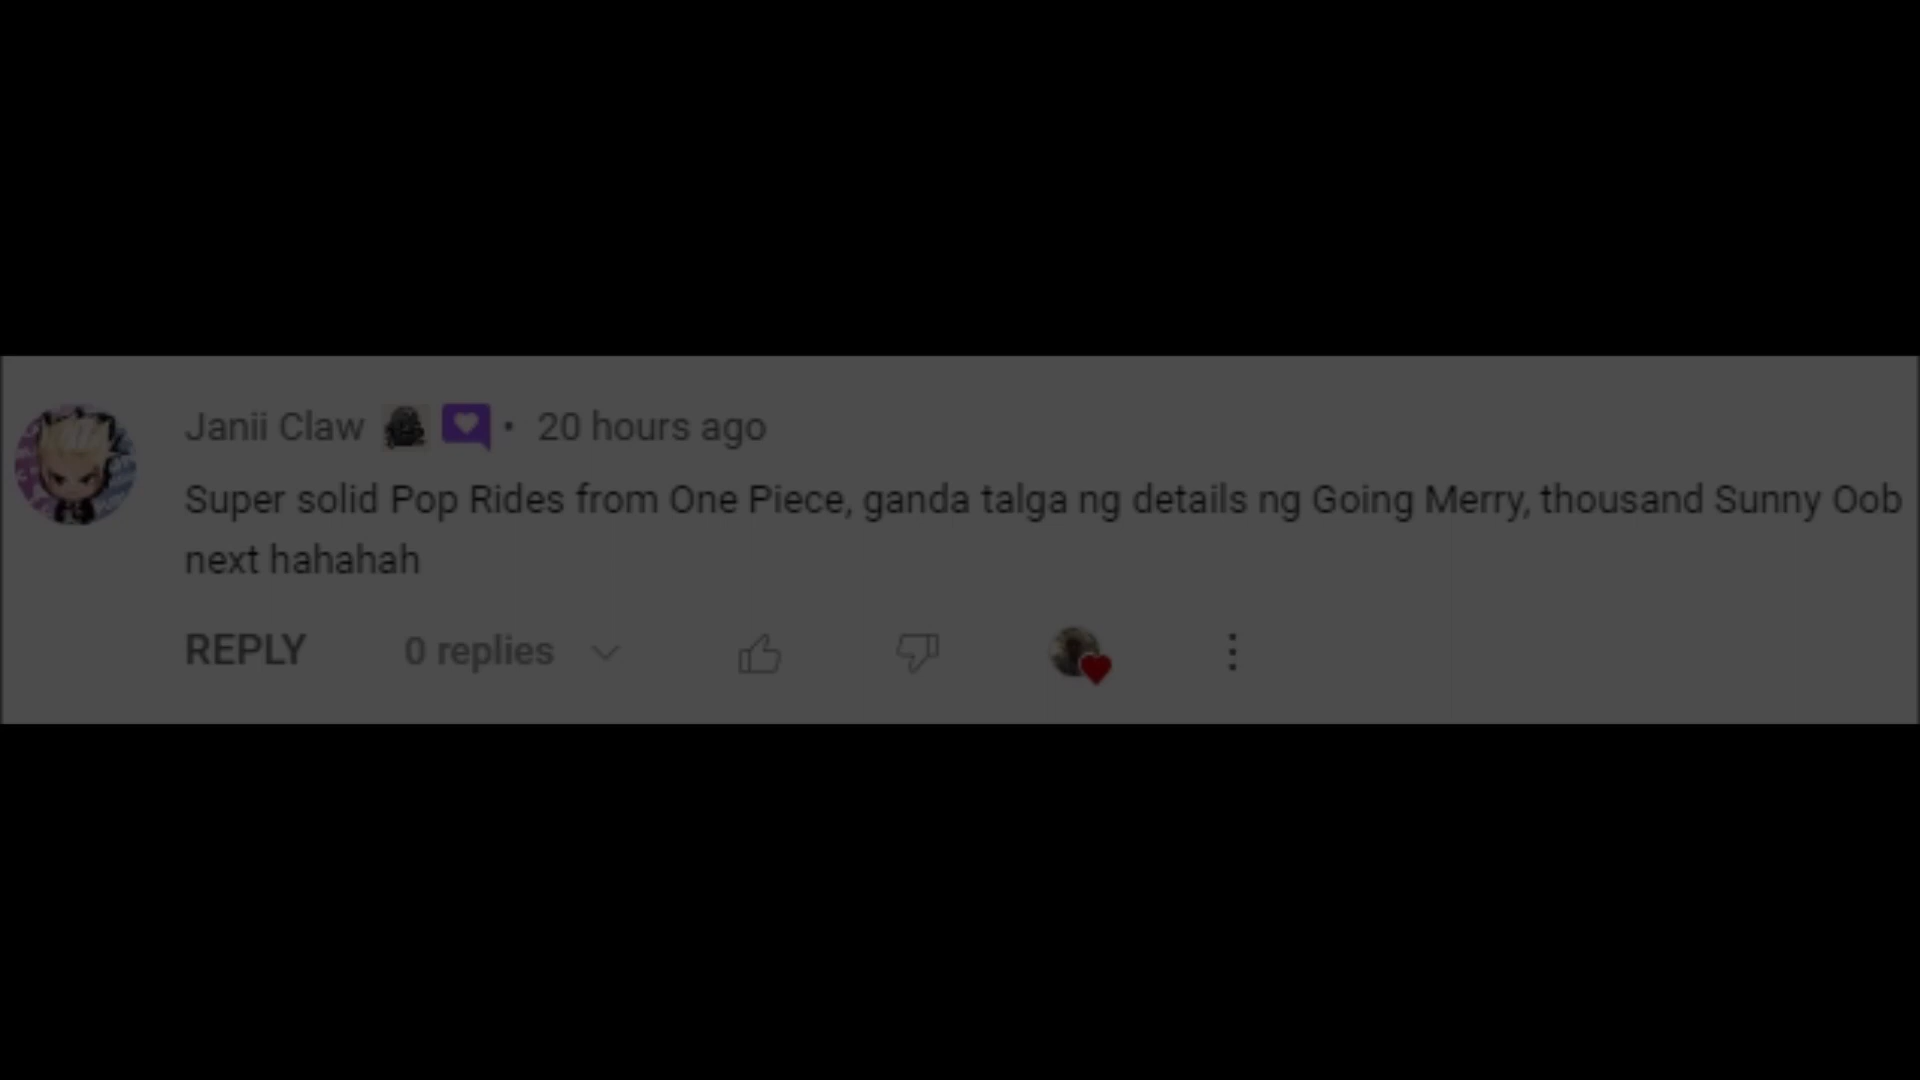 Janii Claw • 20 hours ago
Super solid Pop Rides from One Piece, ganda talga ng details ng Going Merry, thousand Sunny Oob
next hahahah
REPLY 0 replies